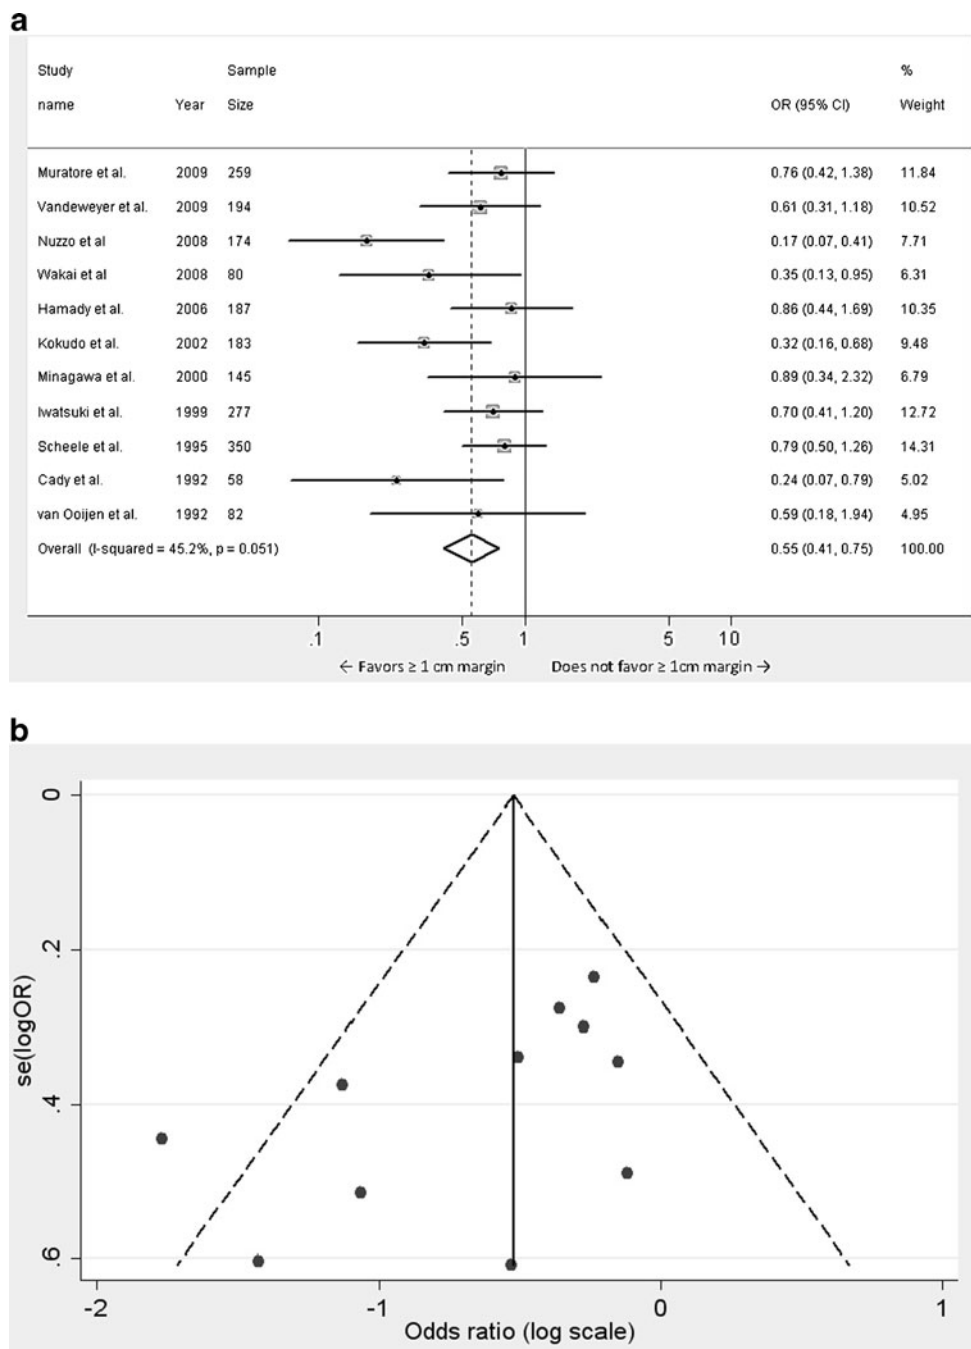 a
Study Sample %
name Year Size OR (95% CI) Weight
Muratore et al. 2009 259 0.76 (0.42, 1.38) 11.84
Vandeweyer et al. 2009 194 0.61 (0.31, 1.18) 10.52
Nuzzo et al 2008 174 0.17 (0.07, 0.41) 7.71
Wakai et al 2008 80 0.35 (0.13, 0.95) 6.31
Hamady et al. 2006 187 0.86 (0.44, 1.69) 10.35
Kokudo et al. 2002 183 0.32 (0.16, 0.68) 9.48
Minagawa et al. 2000 145 0.89 (0.34, 2.32) 6.79
Iwatsuki et al. 1999 277 0.70 (0.41, 1.20) 12.72
Scheele et al. 1995 350 0.79 (0.50, 1.26) 14.31
Cady et al. 1992 58 0.24 (0.07, 0.79) 5.02
van Ooijen et al. 1992 82 0.59 (0.18, 1.94) 4.95
Overall (I-squared = 45.2%, p = 0.051) 0.55 (0.41, 0.75) 100.00
.1 .5 1 5 10
← Favors ≥ 1 cm margin Does not favor ≥ 1cm margin →
b
0
.2
.4
.6
se(logOR)
-2 -1 0 1
Odds ratio (log scale)